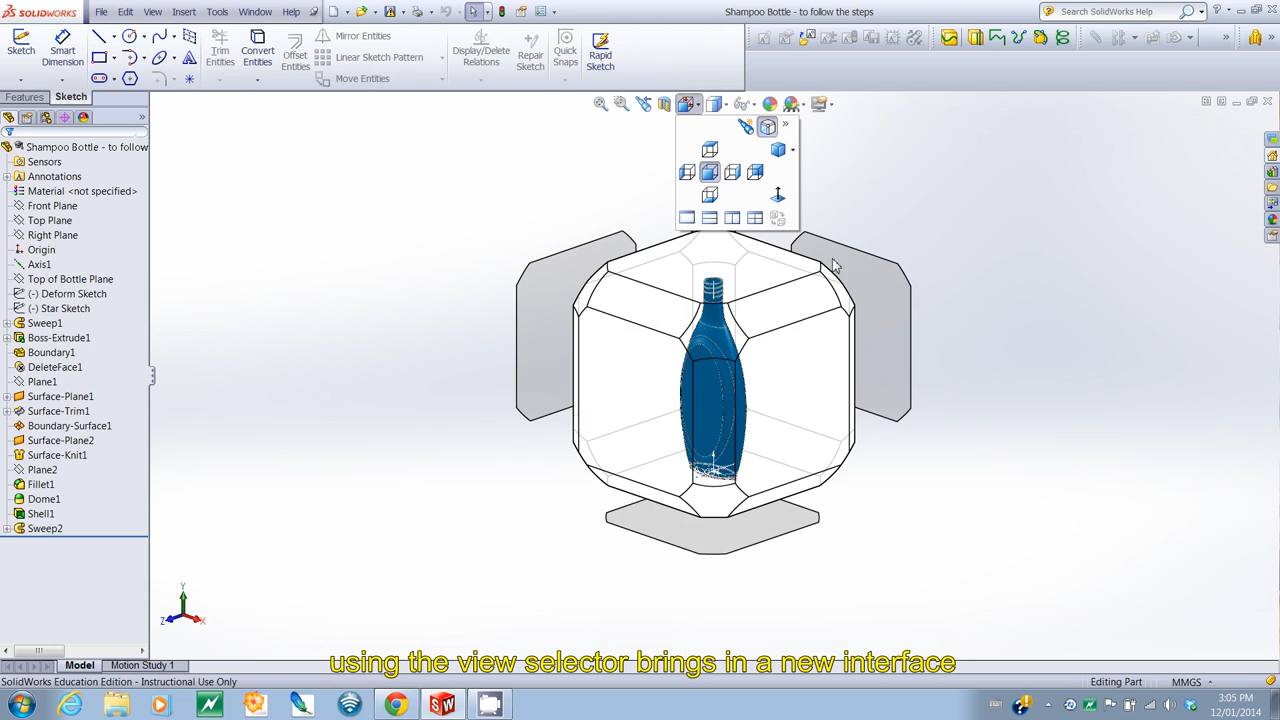 SOLIDWORKS
File
Edit
View
Insert
Tools
Window
Help
Shampoo Bottle - to follow the steps
Search SolidWorks
Sketch
Smart
Dimension
Trim
Entities
Convert
Entities
Offset
Entities
Mirror Entities
Linear Sketch Pattern
Move Entities
Display/Delete
Relations
Repair
Sketch
Quick
Snaps
Rapid
Sketch
Features
Sketch
Shampoo Bottle - to follow
Sensors
Annotations
Material <not specified>
Front Plane
Top Plane
Right Plane
Origin
Axis1
Top of Bottle Plane
(-) Deform Sketch
(-) Star Sketch
Sweep1
Boss-Extrude1
Boundary1
DeleteFace1
Plane1
Surface-Plane1
Surface-Trim1
Boundary-Surface1
Surface-Plane2
Surface-Knit1
Plane2
Fillet1
Dome1
Shell1
Sweep2
Y
Z
X
using the view selector brings in a new interface
Model
Motion Study 1
SolidWorks Education Edition - Instructional Use Only
Editing Part
MMGS
3:05 PM
12/01/2014